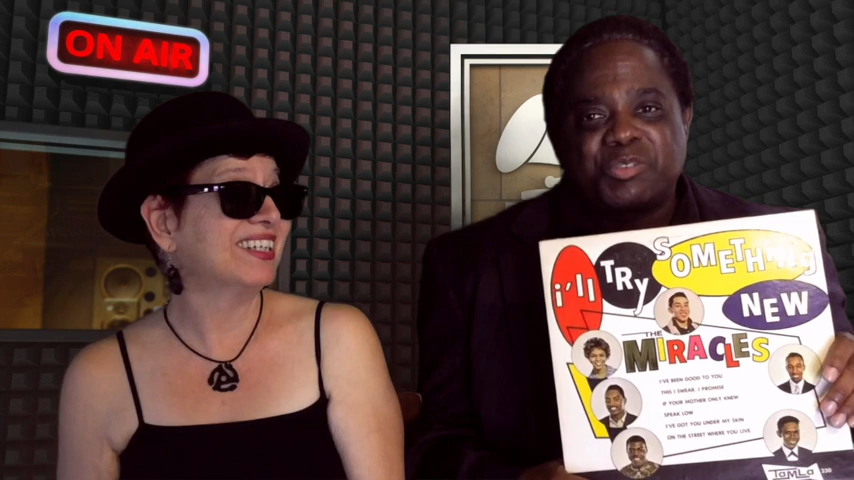 ON AIR
i'll TRY SOMETHING NEW
THE
MIRACLES
I'VE BEEN GOOD TO YOU
THIS I SWEAR, I PROMISE
IF YOUR MOTHER ONLY KNEW
SPEAK LOW
I'VE GOT YOU UNDER MY SKIN
ON THE STREET WHERE YOU LIVE
TAMLA
230